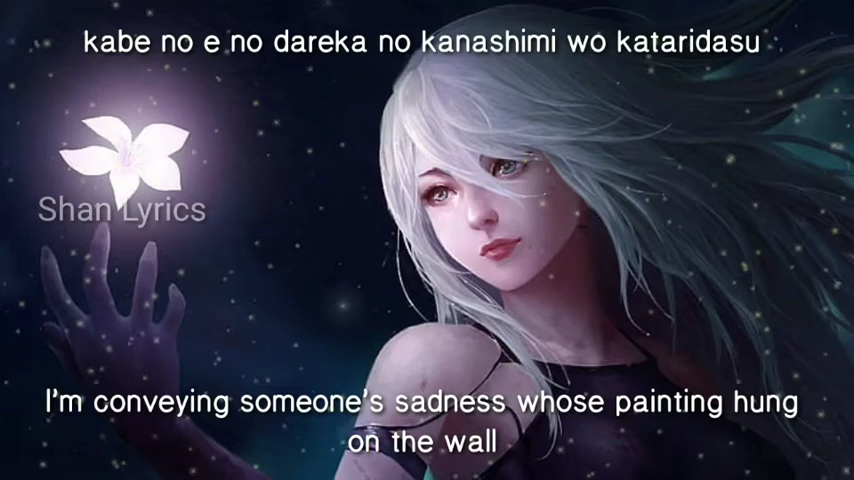 kabe no e no dareka no kanashimi wo kataridasu
Shan Lyrics
I'm conveying someone's sadness whose painting hung
on the wall